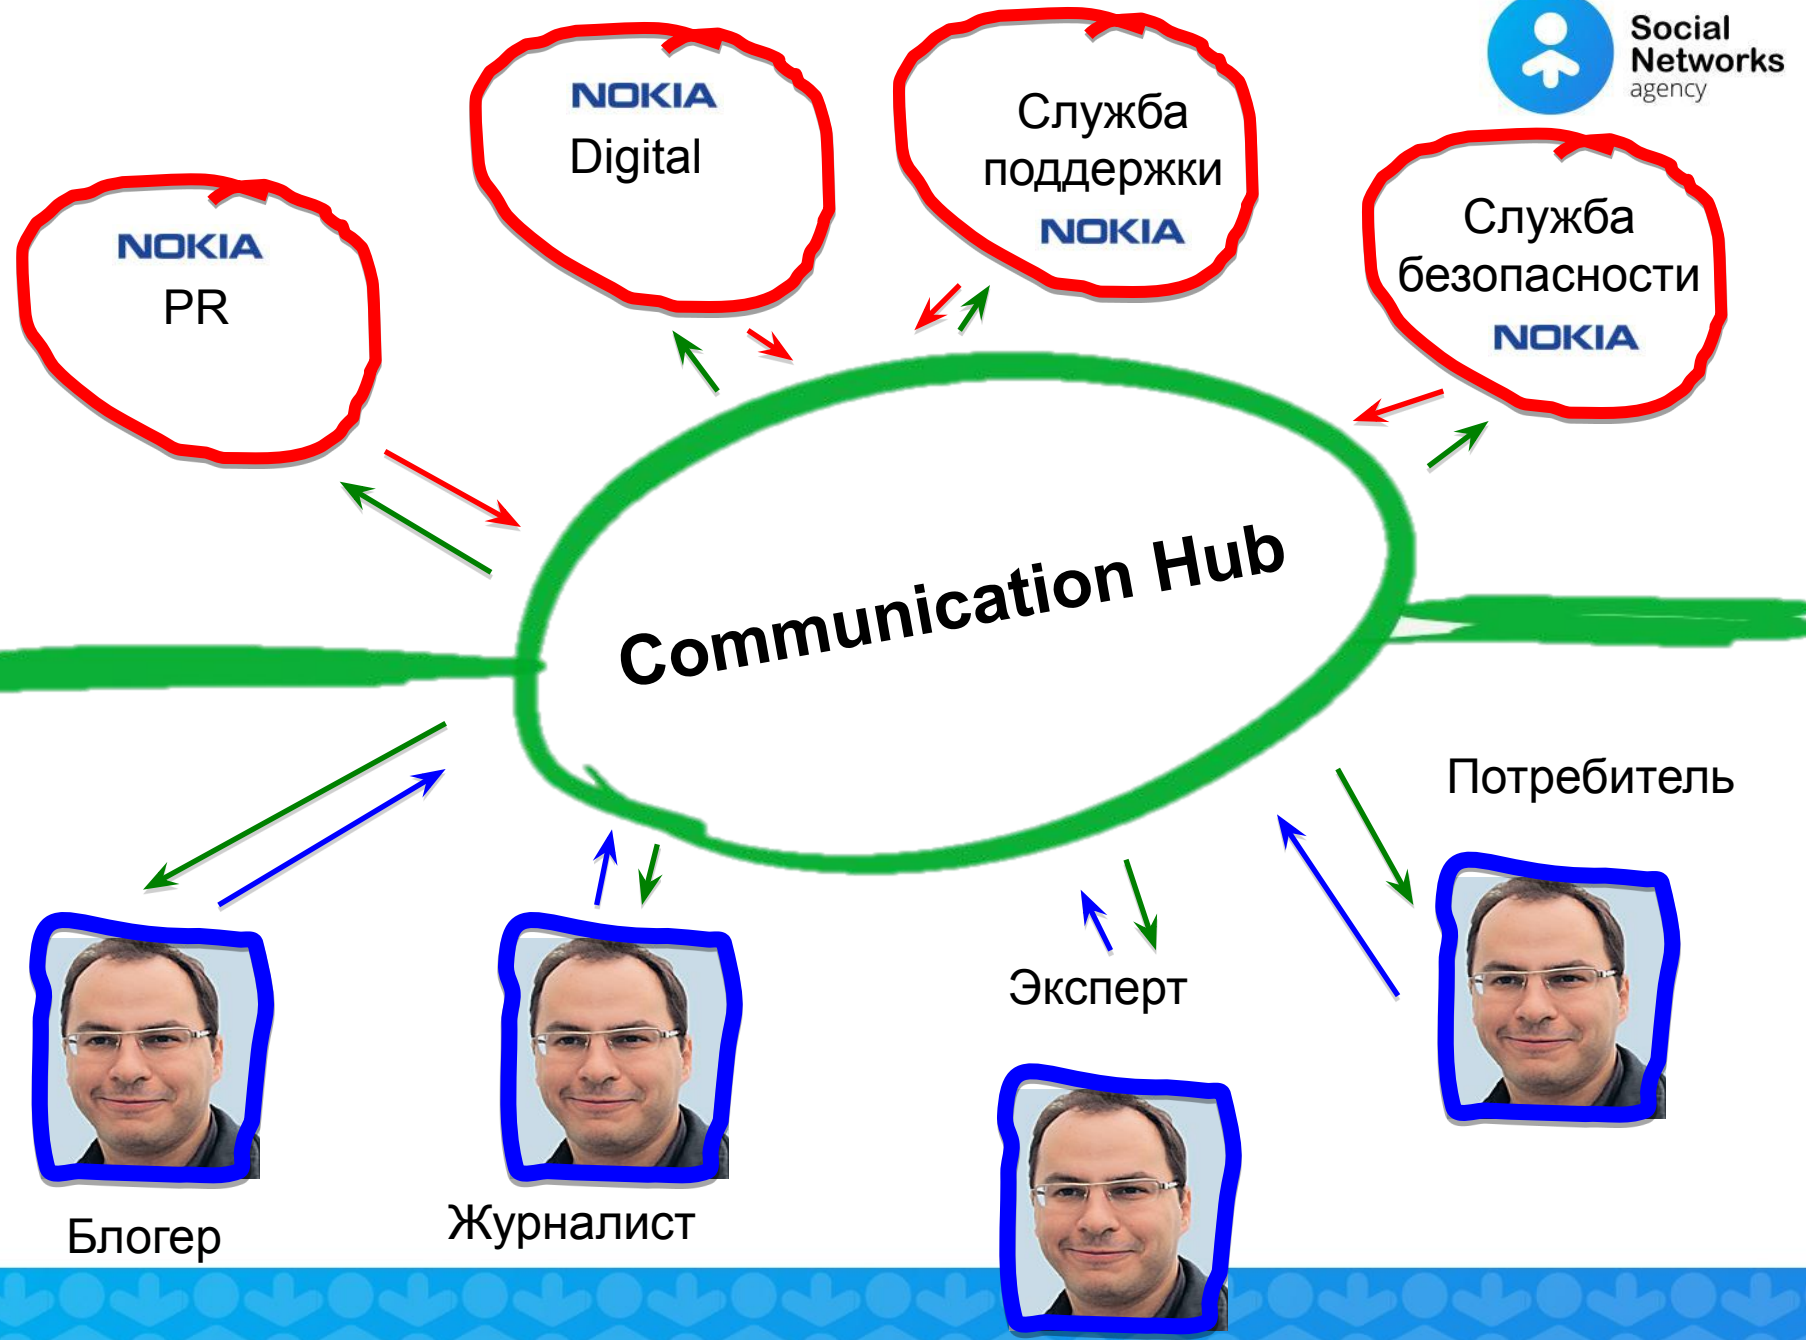 Social
Networks
agency
NOKIA
Digital
Служба
поддержки
NOKIA
Служба
безопасности
NOKIA
NOKIA
PR
Communication Hub
Потребитель
Эксперт
Журналист
Блогер